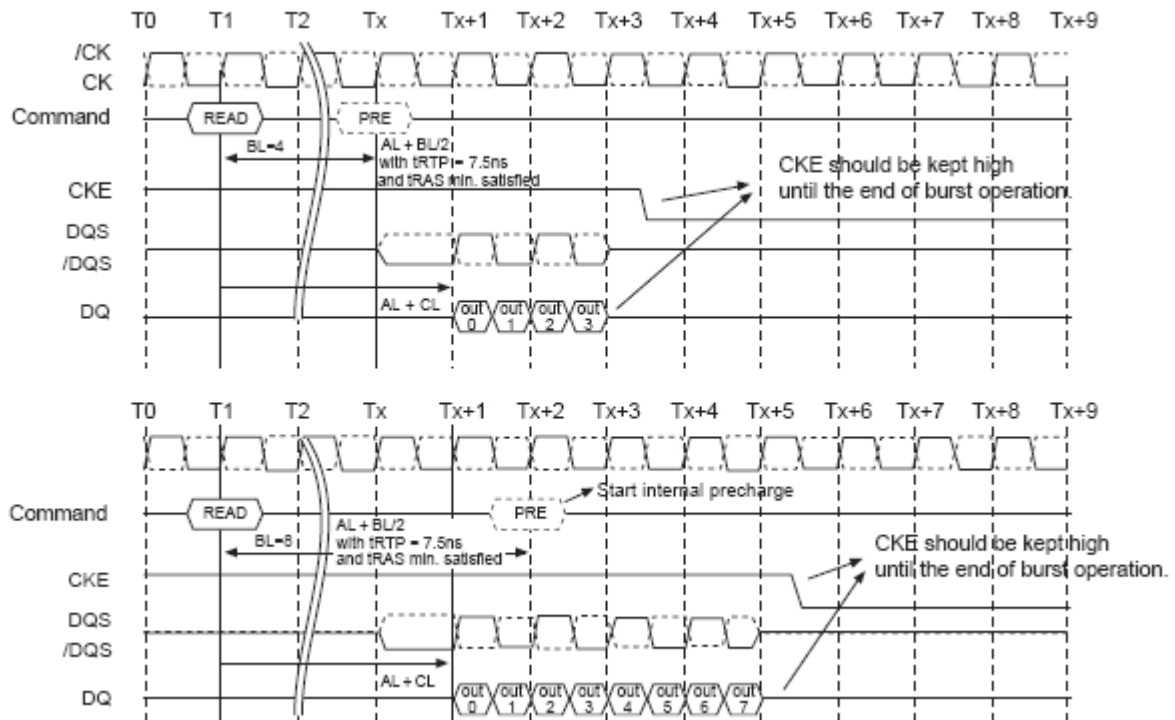 T0 T1 T2 Tx Tx+1 Tx+2 Tx+3 Tx+4 Tx+5 Tx+6 Tx+7 Tx+8 Tx+9
/CK
CK
Command READ PRE
BL=4 AL + BL/2
with tRTP = 7.5ns
and tRAS min. satisfied
CKE should be kept high
until the end of burst operation.
CKE
DQS
/DQS
AL + CL
DQ out 0 out 1 out 2 out 3
T0 T1 T2 Tx Tx+1 Tx+2 Tx+3 Tx+4 Tx+5 Tx+6 Tx+7 Tx+8 Tx+9
Start internal precharge
Command READ PRE
BL=8 AL + BL/2
with tRTP = 7.5ns
and tRAS min. satisfied
CKE should be kept high
until the end of burst operation.
CKE
DQS
/DQS
AL + CL
DQ out 0 out 1 out 2 out 3 out 4 out 5 out 6 out 7